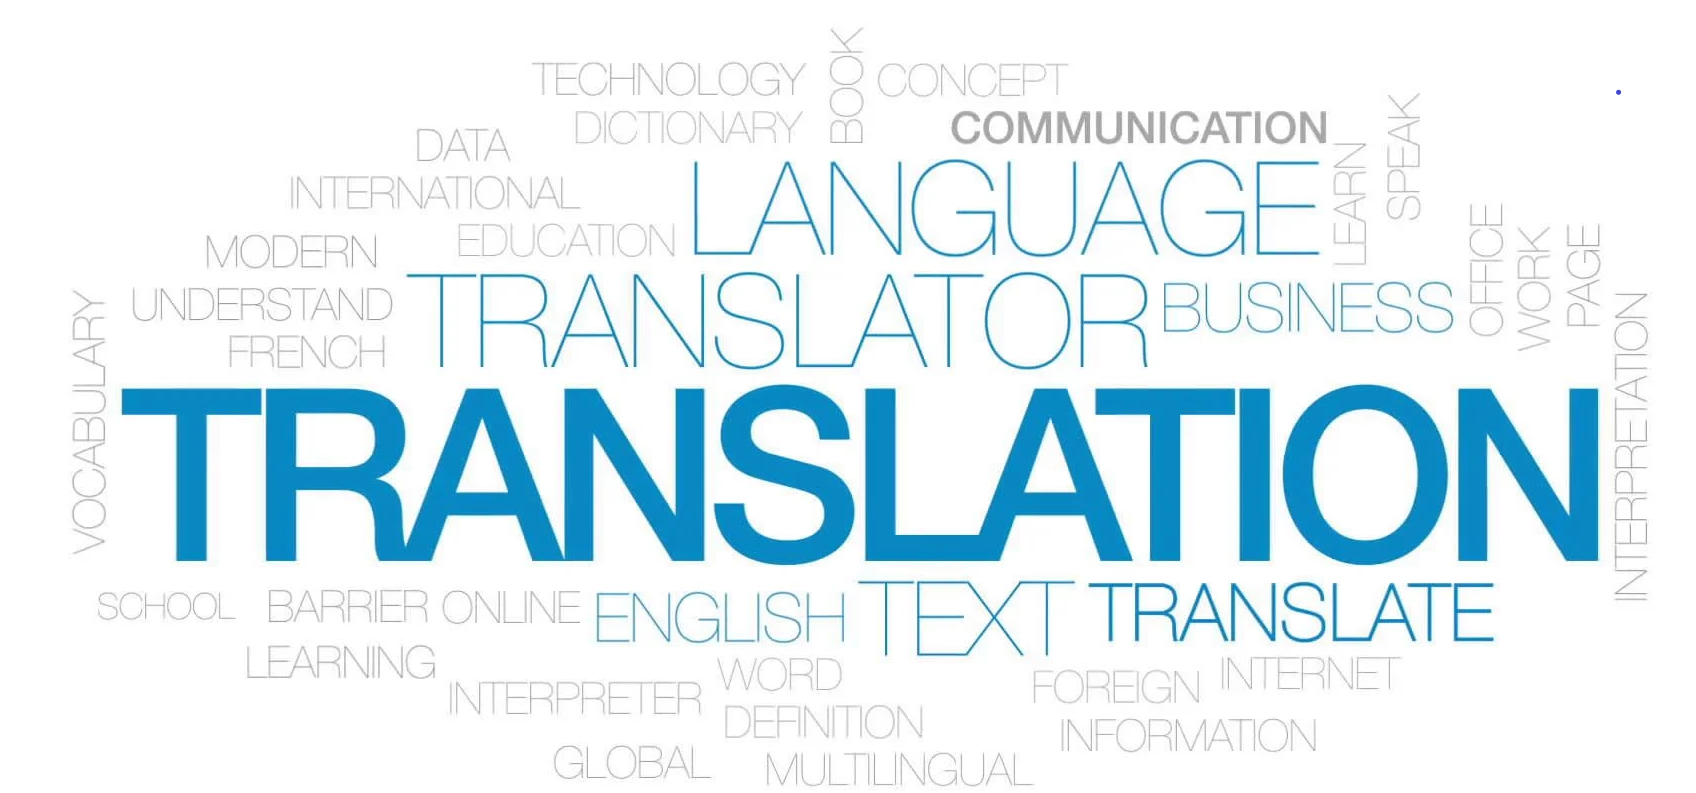 TECHNOLOGY
BOOK
CONCEPT
DICTIONARY
COMMUNICATION
DATA
LANGUAGE
LEARN
SPEAK
INTERNATIONAL
EDUCATION
MODERN
TRANSLATOR
BUSINESS
OFFICE
WORK
PAGE
UNDERSTAND
FRENCH
VOCABULARY
TRANSLATION
INTERPRETATION
SCHOOL
BARRIER
ONLINE
ENGLISH
TEXT
TRANSLATE
LEARNING
INTERPRETER
WORD
FOREIGN
INTERNET
DEFINITION
INFORMATION
GLOBAL
MULTILINGUAL